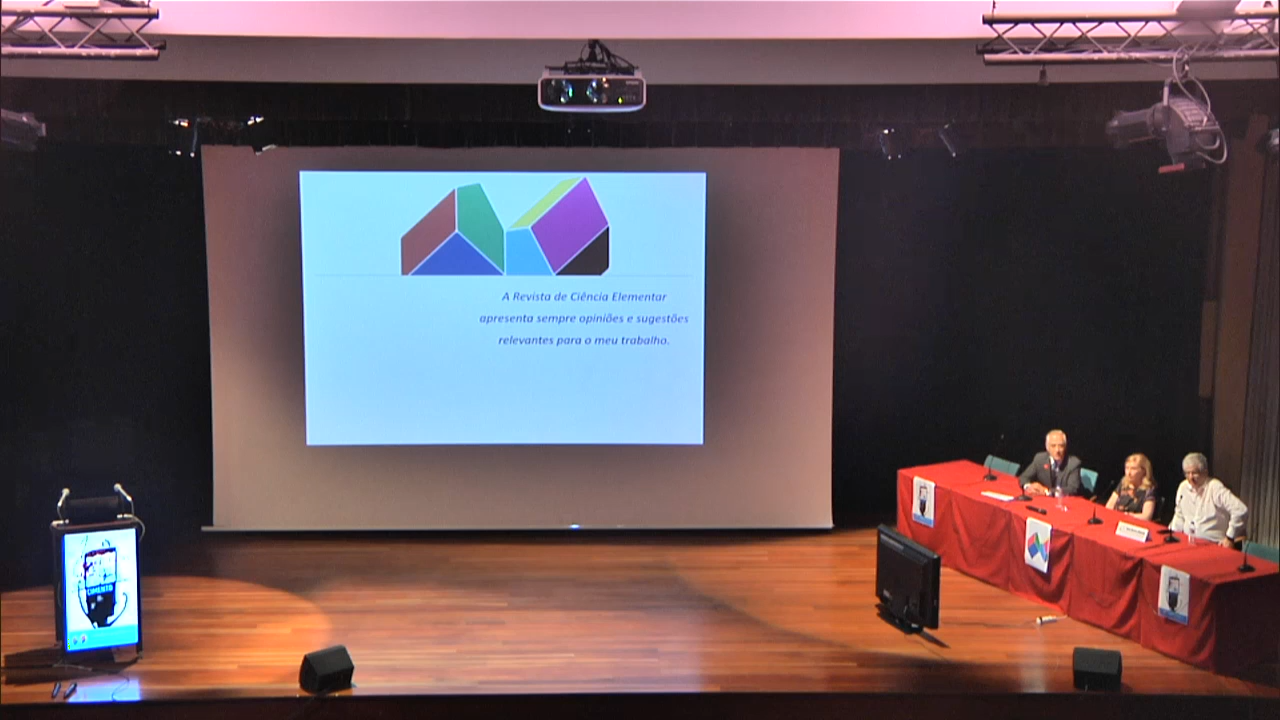 A Revista de Ciência Elementar
apresenta sempre opiniões e sugestões
relevantes para o meu trabalho.